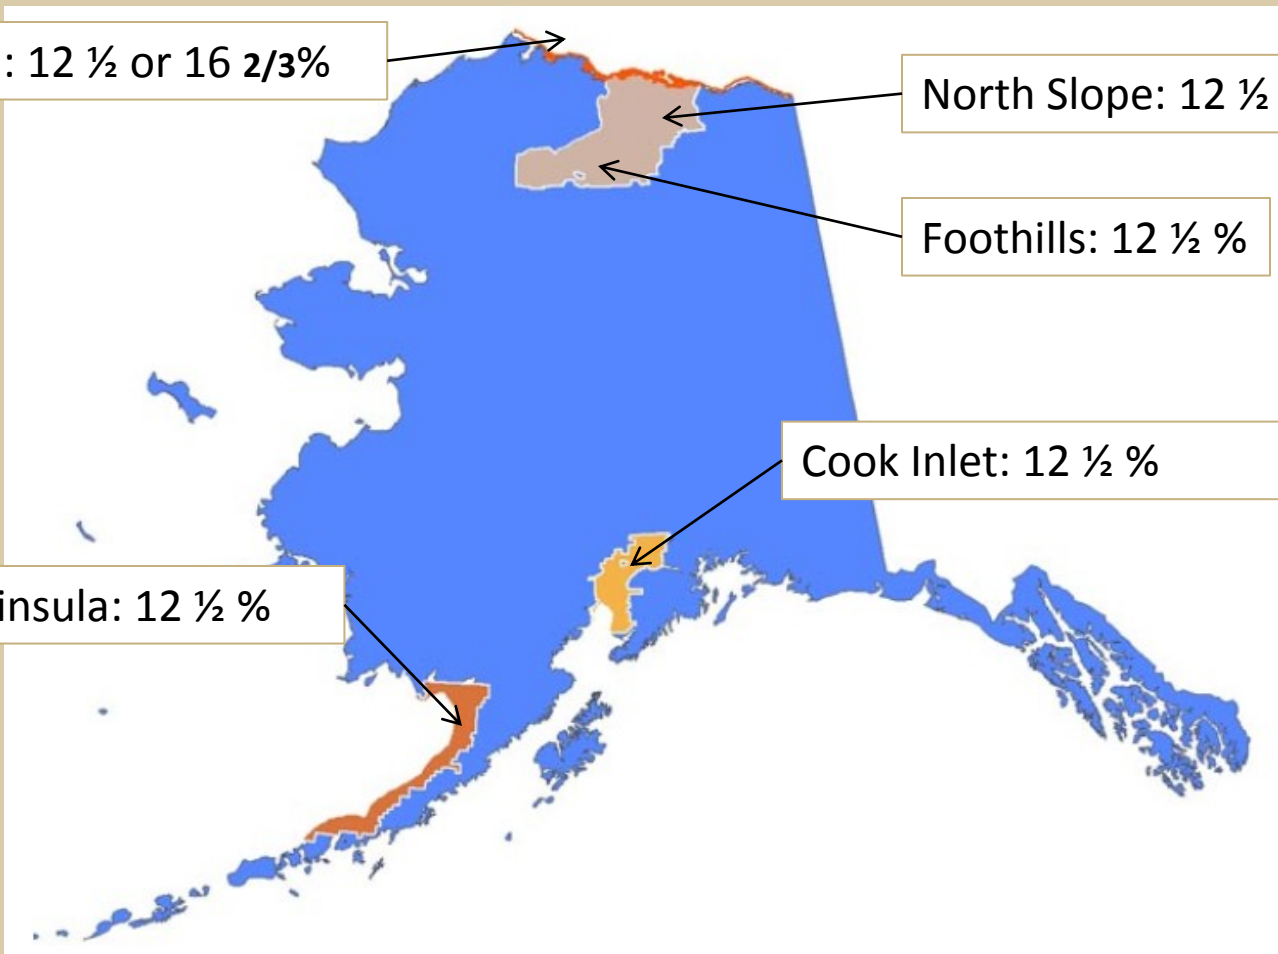 : 12 ½ or 16 2/3%
North Slope: 12 ½
Foothills: 12 ½ %
Cook Inlet: 12 ½ %
insula: 12 ½ %